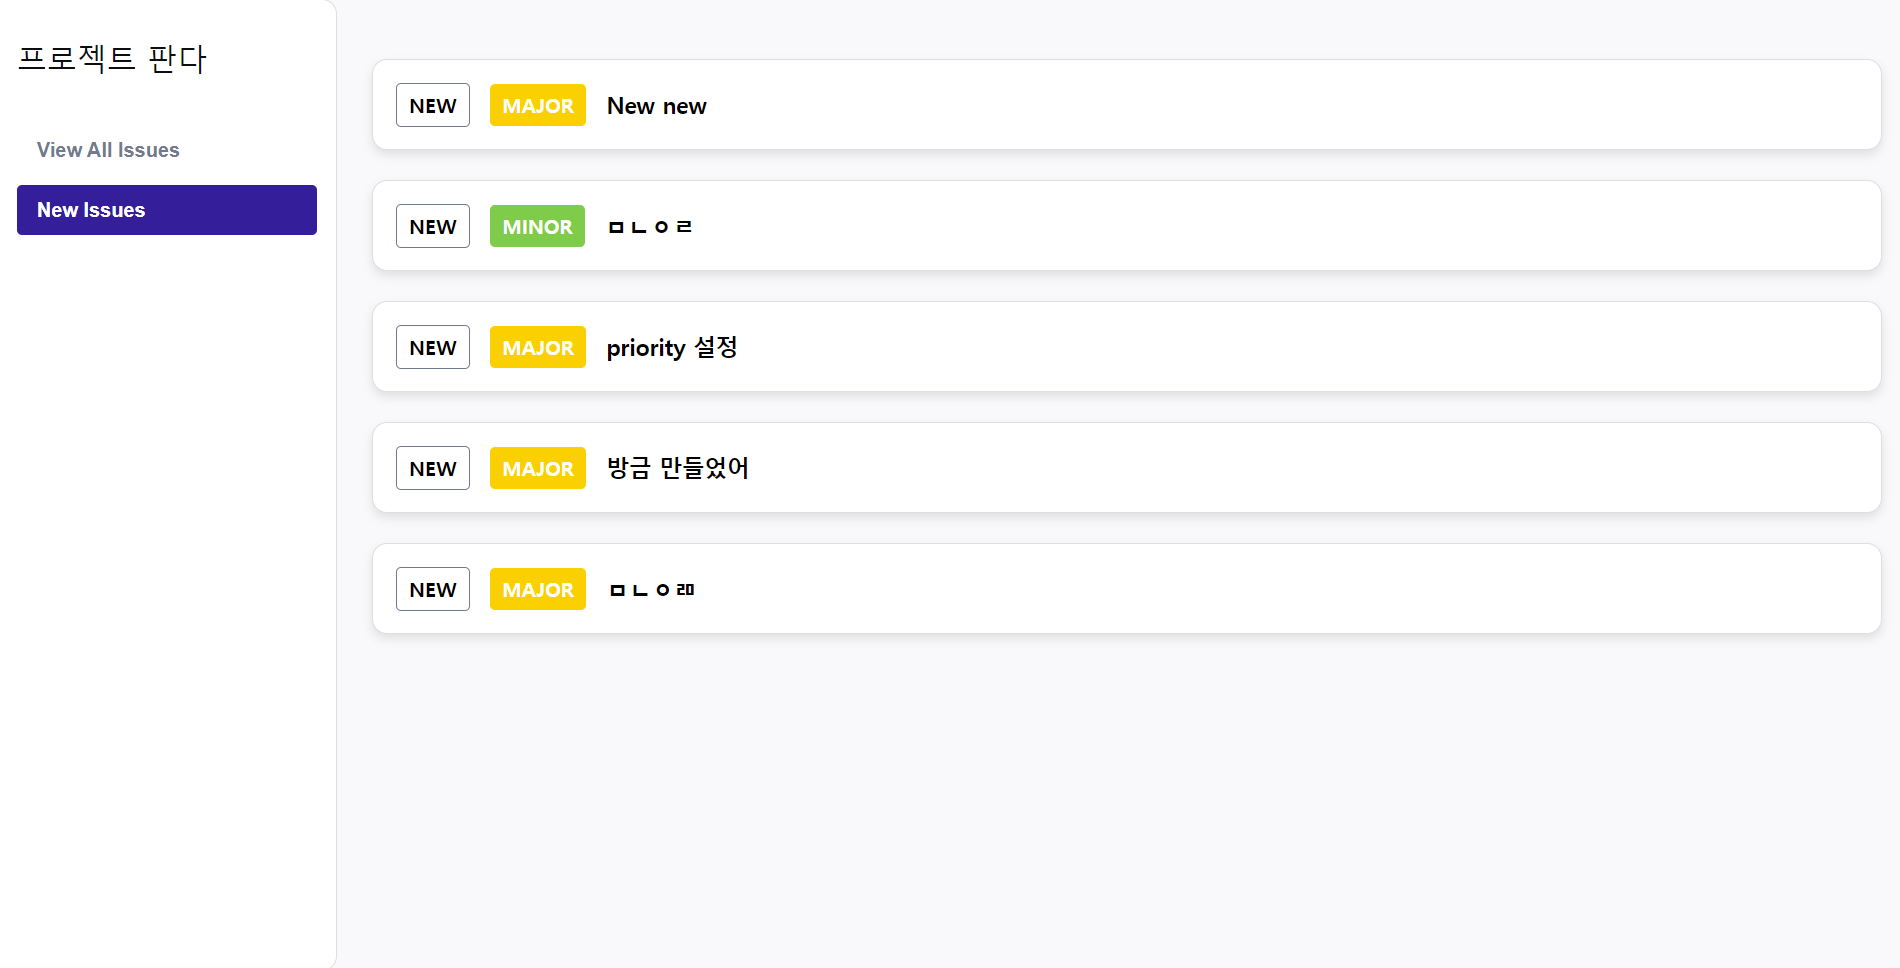 프로젝트 판다
View All Issues
New Issues
NEW MAJOR New new
NEW MINOR ㅁㄴㅇㄹ
NEW MAJOR priority 설정
NEW MAJOR 방금 만들었어
NEW MAJOR ㅁㄴㅇㄻ